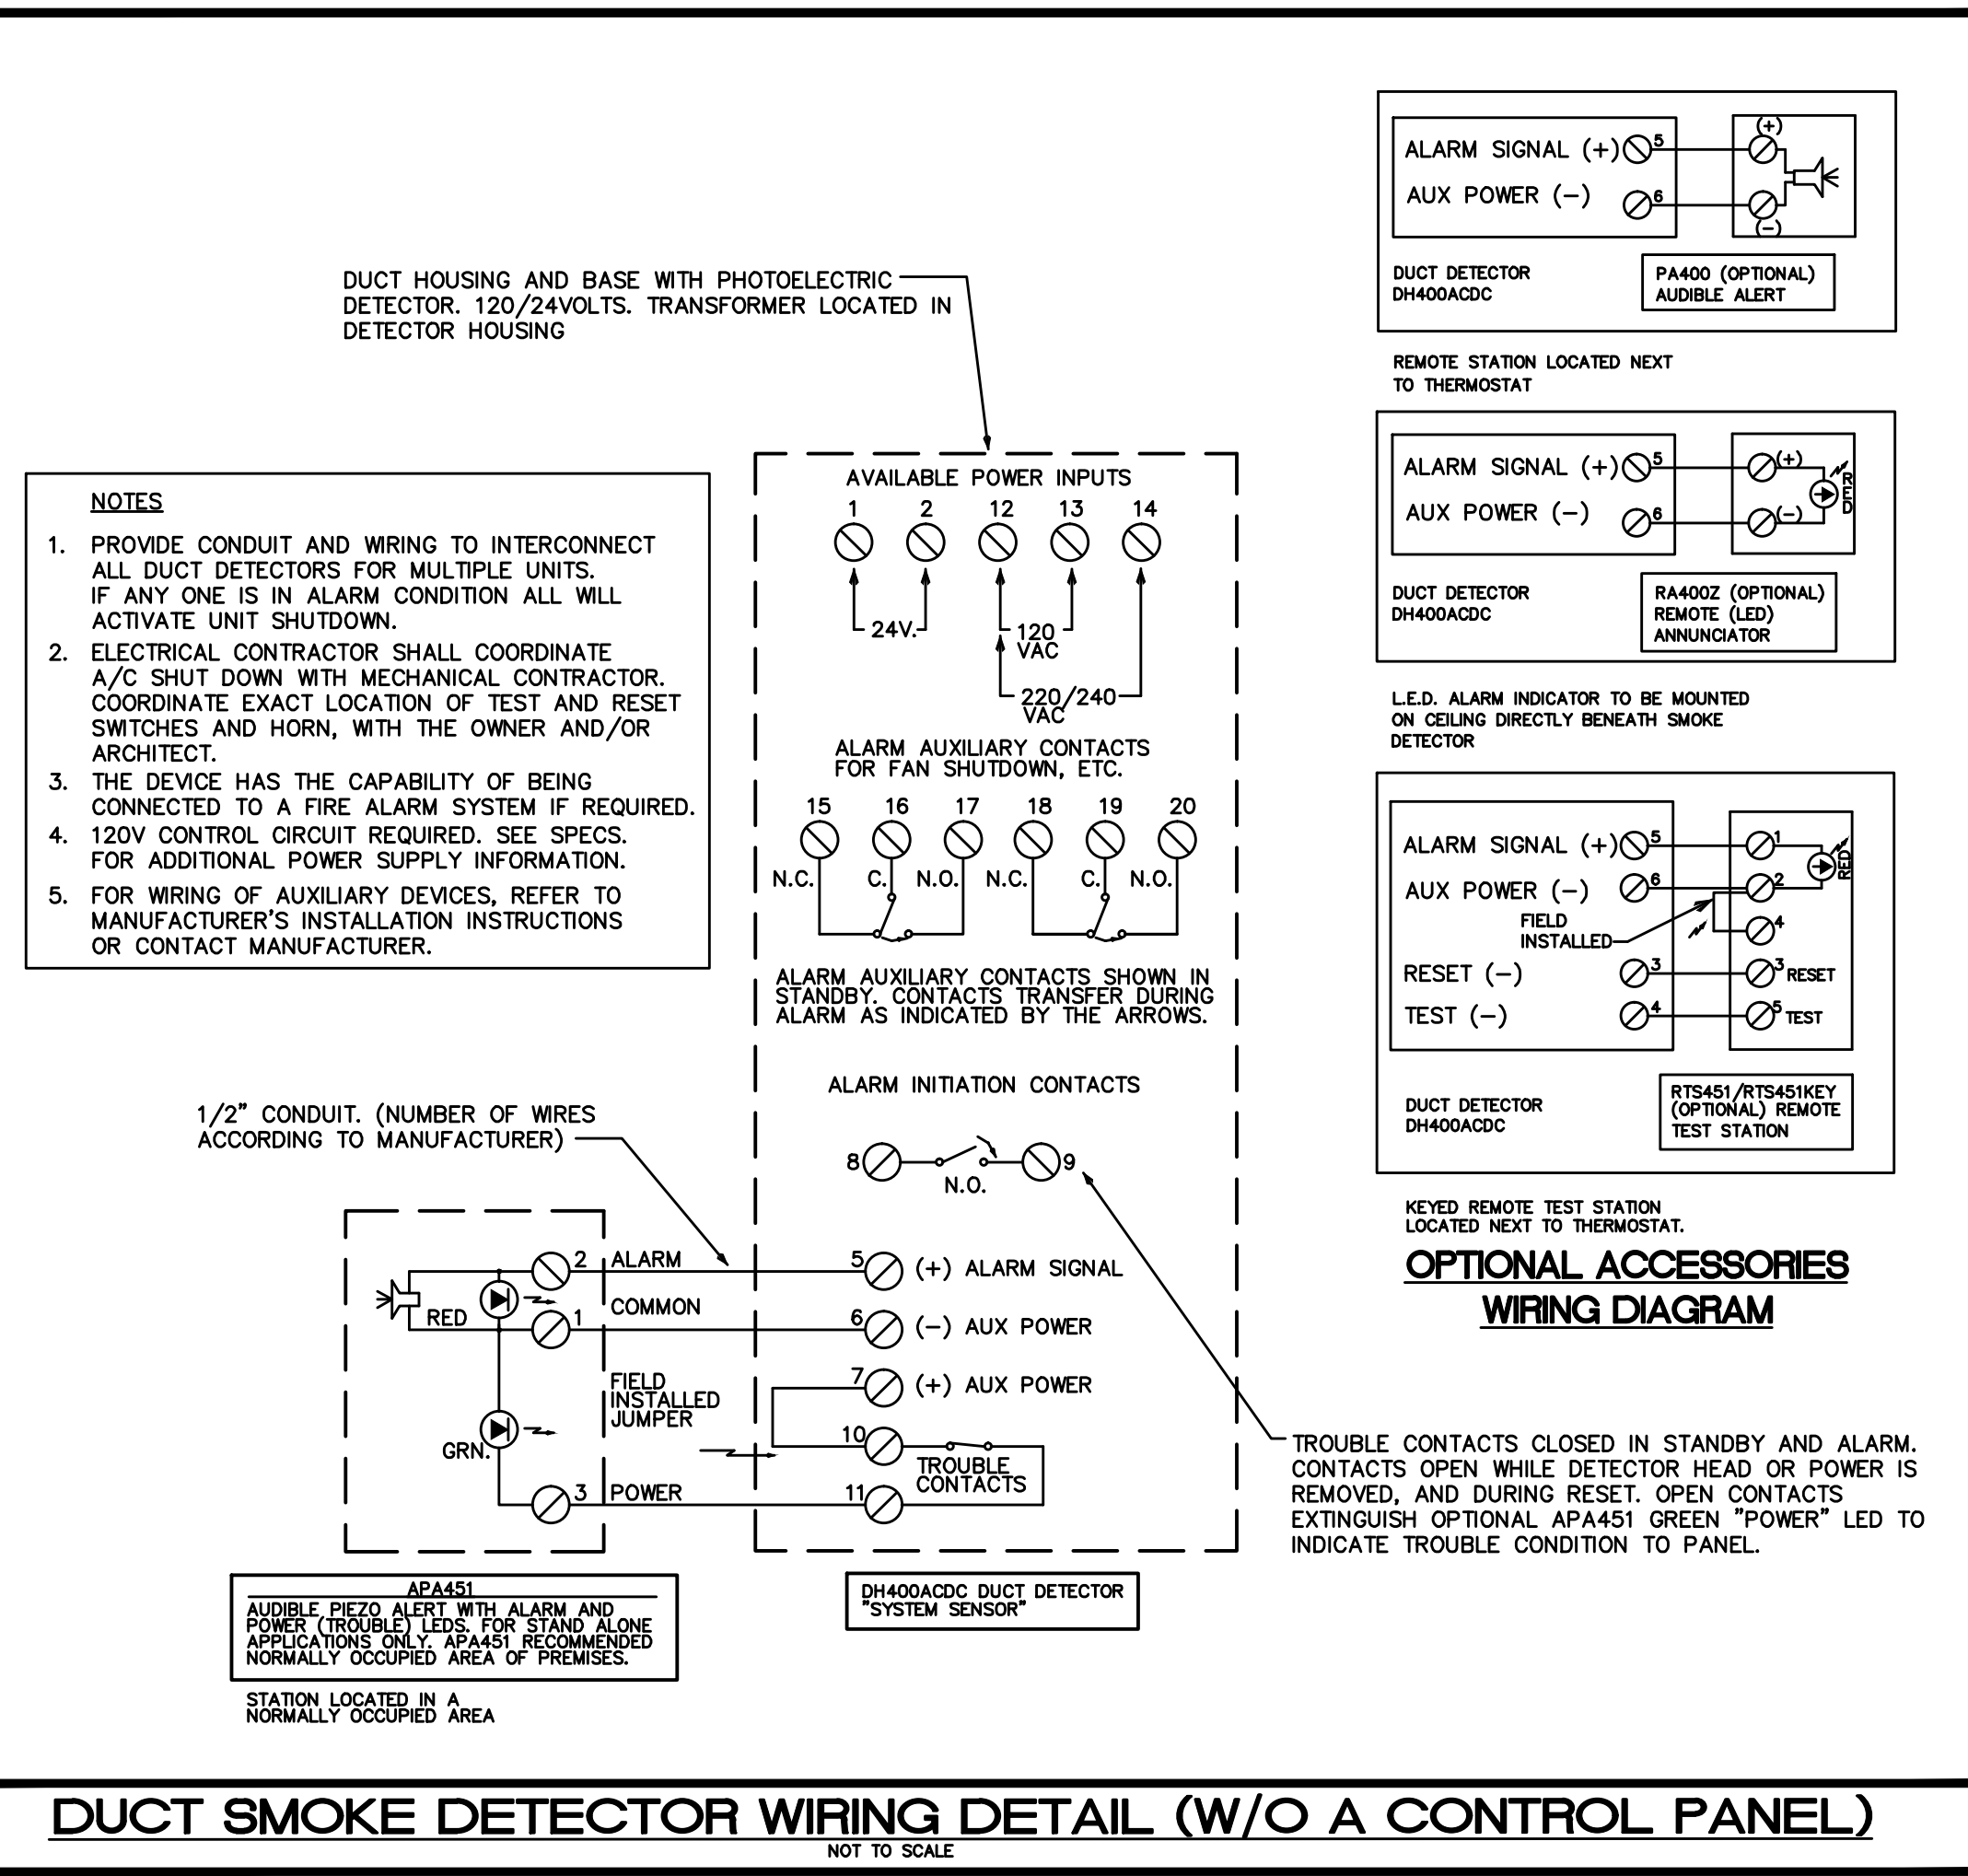 DUCT HOUSING AND BASE WITH PHOTOELECTRIC
DETECTOR. 120/24VOLTS. TRANSFORMER LOCATED IN
DETECTOR HOUSING
NOTES
1. PROVIDE CONDUIT AND WIRING TO INTERCONNECT
ALL DUCT DETECTORS FOR MULTIPLE UNITS.
IF ANY ONE IS IN ALARM CONDITION ALL WILL
ACTIVATE UNIT SHUTDOWN.
2. ELECTRICAL CONTRACTOR SHALL COORDINATE
A/C SHUT DOWN WITH MECHANICAL CONTRACTOR.
COORDINATE EXACT LOCATION OF TEST AND RESET
SWITCHES AND HORN, WITH THE OWNER AND/OR
ARCHITECT.
3. THE DEVICE HAS THE CAPABILITY OF BEING
CONNECTED TO A FIRE ALARM SYSTEM IF REQUIRED.
4. 120V CONTROL CIRCUIT REQUIRED. SEE SPECS.
FOR ADDITIONAL POWER SUPPLY INFORMATION.
5. FOR WIRING OF AUXILIARY DEVICES, REFER TO
MANUFACTURER'S INSTALLATION INSTRUCTIONS
OR CONTACT MANUFACTURER.
AVAILABLE POWER INPUTS
1 2 12 13 14
24V.
120
VAC
220/240
VAC
ALARM AUXILIARY CONTACTS
FOR FAN SHUTDOWN, ETC.
15 16 17 18 19 20
N.C. C. N.O. N.C. C. N.O.
ALARM AUXILIARY CONTACTS SHOWN IN
STANDBY. CONTACTS TRANSFER DURING
ALARM AS INDICATED BY THE ARROWS.
ALARM INITIATION CONTACTS
8 9
N.O.
1/2" CONDUIT. (NUMBER OF WIRES
ACCORDING TO MANUFACTURER)
2 ALARM
5 (+) ALARM SIGNAL
RED
1 COMMON
6 (-) AUX POWER
7 (+) AUX POWER
FIELD
INSTALLED
JUMPER
10
TROUBLE
CONTACTS
GRN.
3 POWER
11
TROUBLE CONTACTS CLOSED IN STANDBY AND ALARM.
CONTACTS OPEN WHILE DETECTOR HEAD OR POWER IS
REMOVED, AND DURING RESET. OPEN CONTACTS
EXTINGUISH OPTIONAL APA451 GREEN "POWER" LED TO
INDICATE TROUBLE CONDITION TO PANEL.
APA451
AUDIBLE PIEZO ALERT WITH ALARM AND
POWER (TROUBLE) LEDS. FOR STAND ALONE
APPLICATIONS ONLY. APA451 RECOMMENDED
NORMALLY OCCUPIED AREA OF PREMISES.
STATION LOCATED IN A
NORMALLY OCCUPIED AREA
DH400ACDC DUCT DETECTOR
"SYSTEM SENSOR"
ALARM SIGNAL (+) 5 (+)
AUX POWER (-) 6 (-)
DUCT DETECTOR
DH400ACDC
PA400 (OPTIONAL)
AUDIBLE ALERT
REMOTE STATION LOCATED NEXT
TO THERMOSTAT
ALARM SIGNAL (+) 5 (+)
RED
AUX POWER (-) 6 (-)
DUCT DETECTOR
DH400ACDC
RA400Z (OPTIONAL)
REMOTE (LED)
ANNUNCIATOR
L.E.D. ALARM INDICATOR TO BE MOUNTED
ON CEILING DIRECTLY BENEATH SMOKE
DETECTOR
ALARM SIGNAL (+) 5 1
RED
AUX POWER (-) 6 2
FIELD
INSTALLED
4
RESET (-) 3 3 RESET
TEST (-) 4 5 TEST
DUCT DETECTOR
DH400ACDC
RTS451/RTS451KEY
(OPTIONAL) REMOTE
TEST STATION
KEYED REMOTE TEST STATION
LOCATED NEXT TO THERMOSTAT.
OPTIONAL ACCESSORIES
WIRING DIAGRAM
DUCT SMOKE DETECTOR WIRING DETAIL (W/O A CONTROL PANEL)
NOT TO SCALE